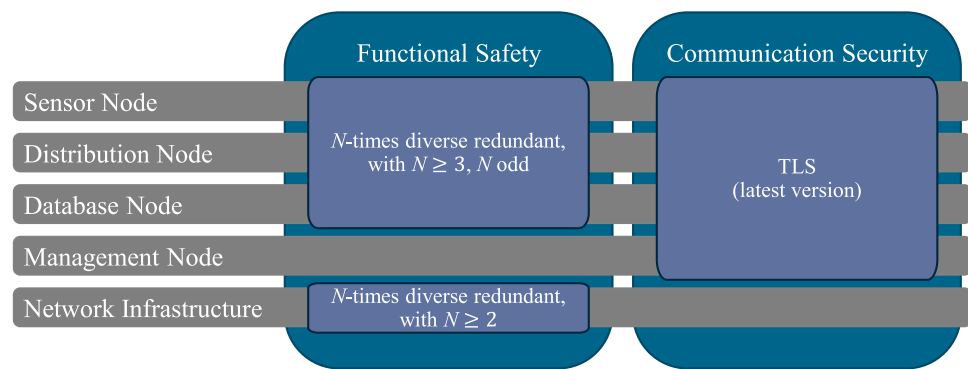 Functional Safety
Communication Security
Sensor Node
Distribution Node
Database Node
Management Node
Network Infrastructure
N-times diverse redundant,
with N ≥ 3, N odd
TLS
(latest version)
N-times diverse redundant,
with N ≥ 2